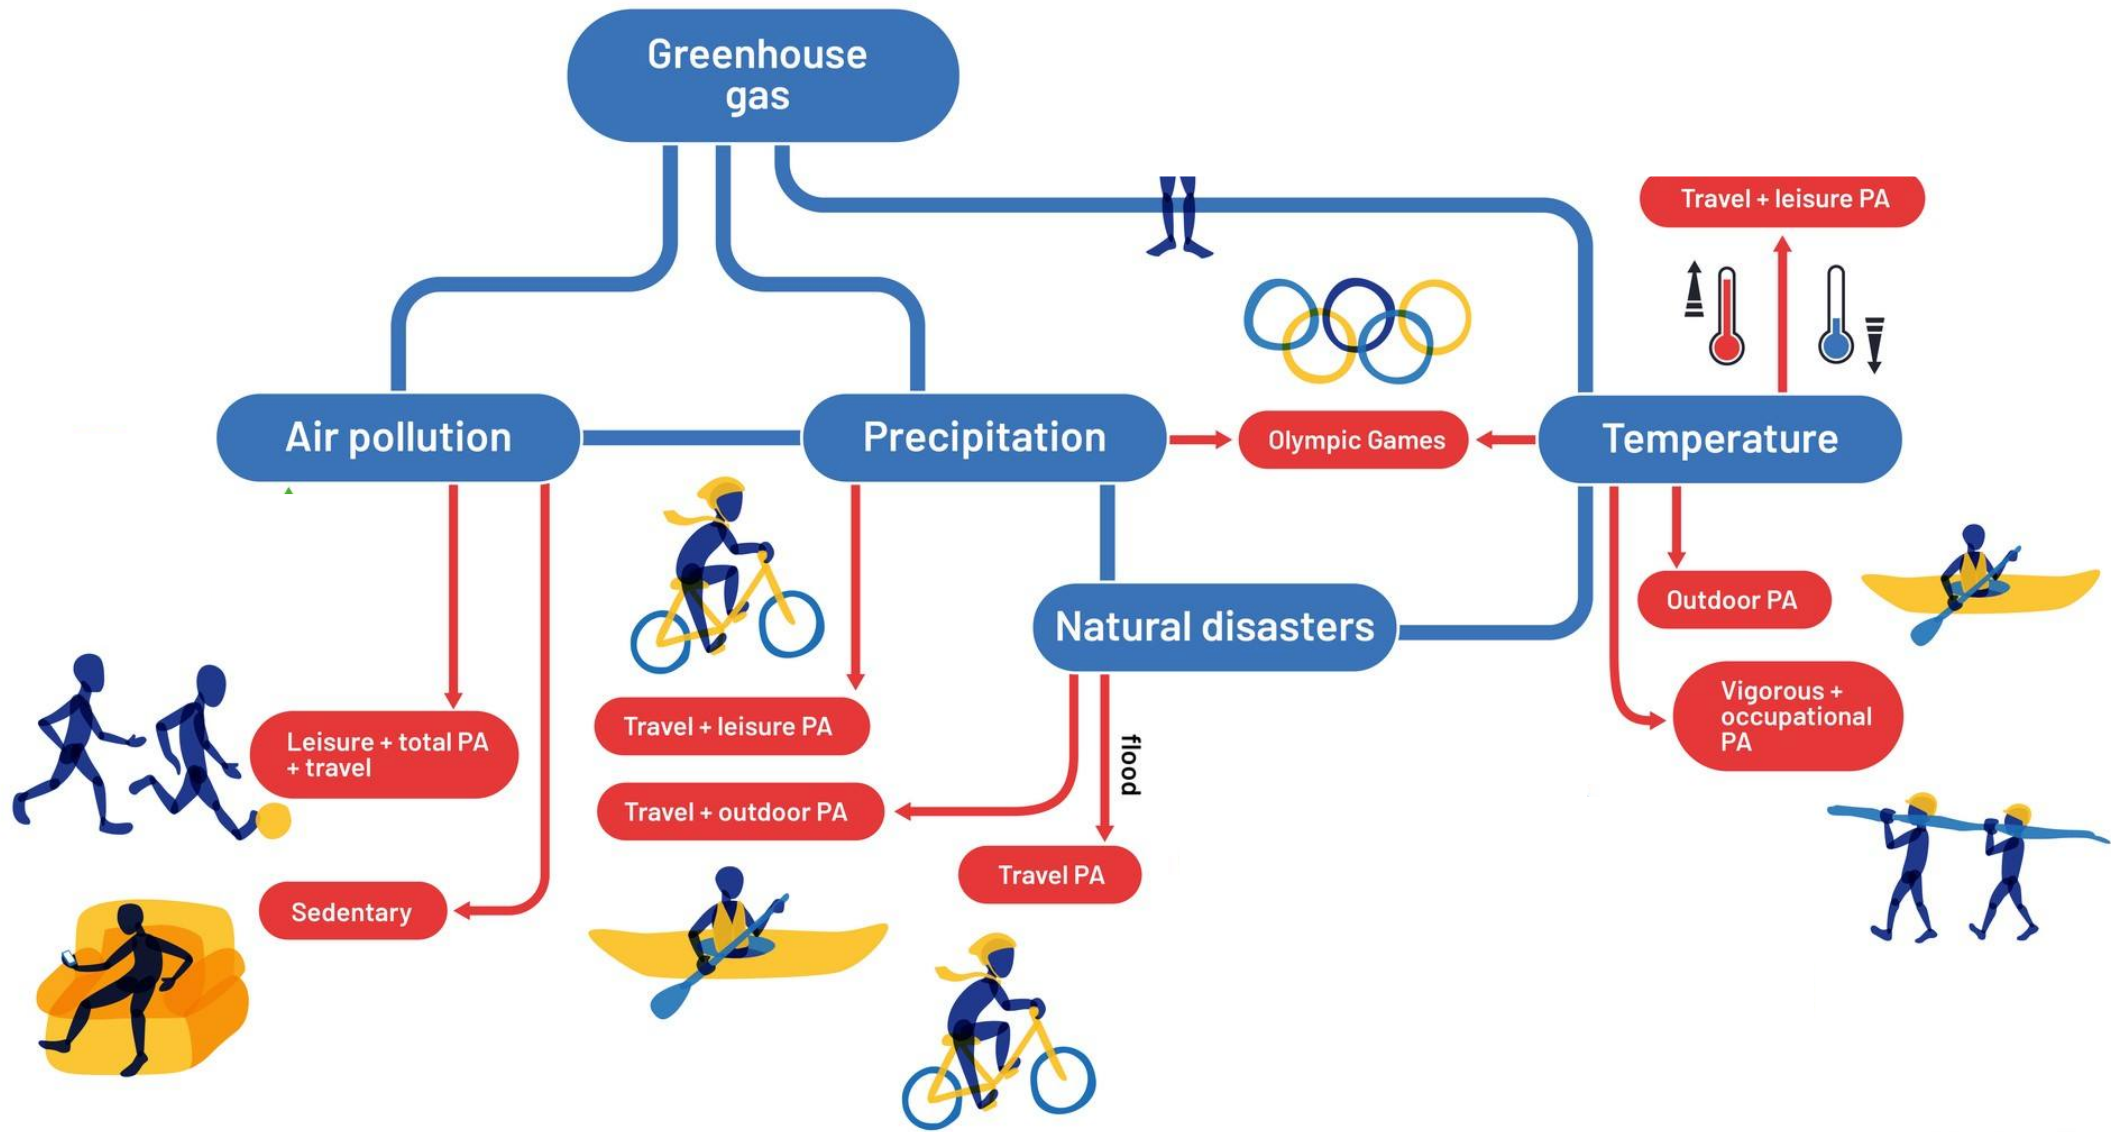 Greenhouse
gas
Travel + leisure PA
Air pollution
Precipitation
Olympic Games
Temperature
Outdoor PA
Natural disasters
Vigorous +
occupational
PA
Leisure + total PA
+ travel
Travel + leisure PA
flood
Travel + outdoor PA
Travel PA
Sedentary